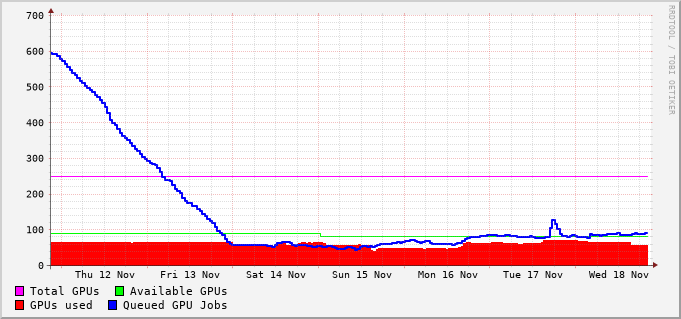 700
600
500
400
300
200
100
0
Thu 12 Nov Fri 13 Nov Sat 14 Nov Sun 15 Nov Mon 16 Nov Tue 17 Nov Wed 18 Nov
Total GPUs Available GPUs
GPUs used Queued GPU Jobs
RRDTOOL / TOBI OETIKER